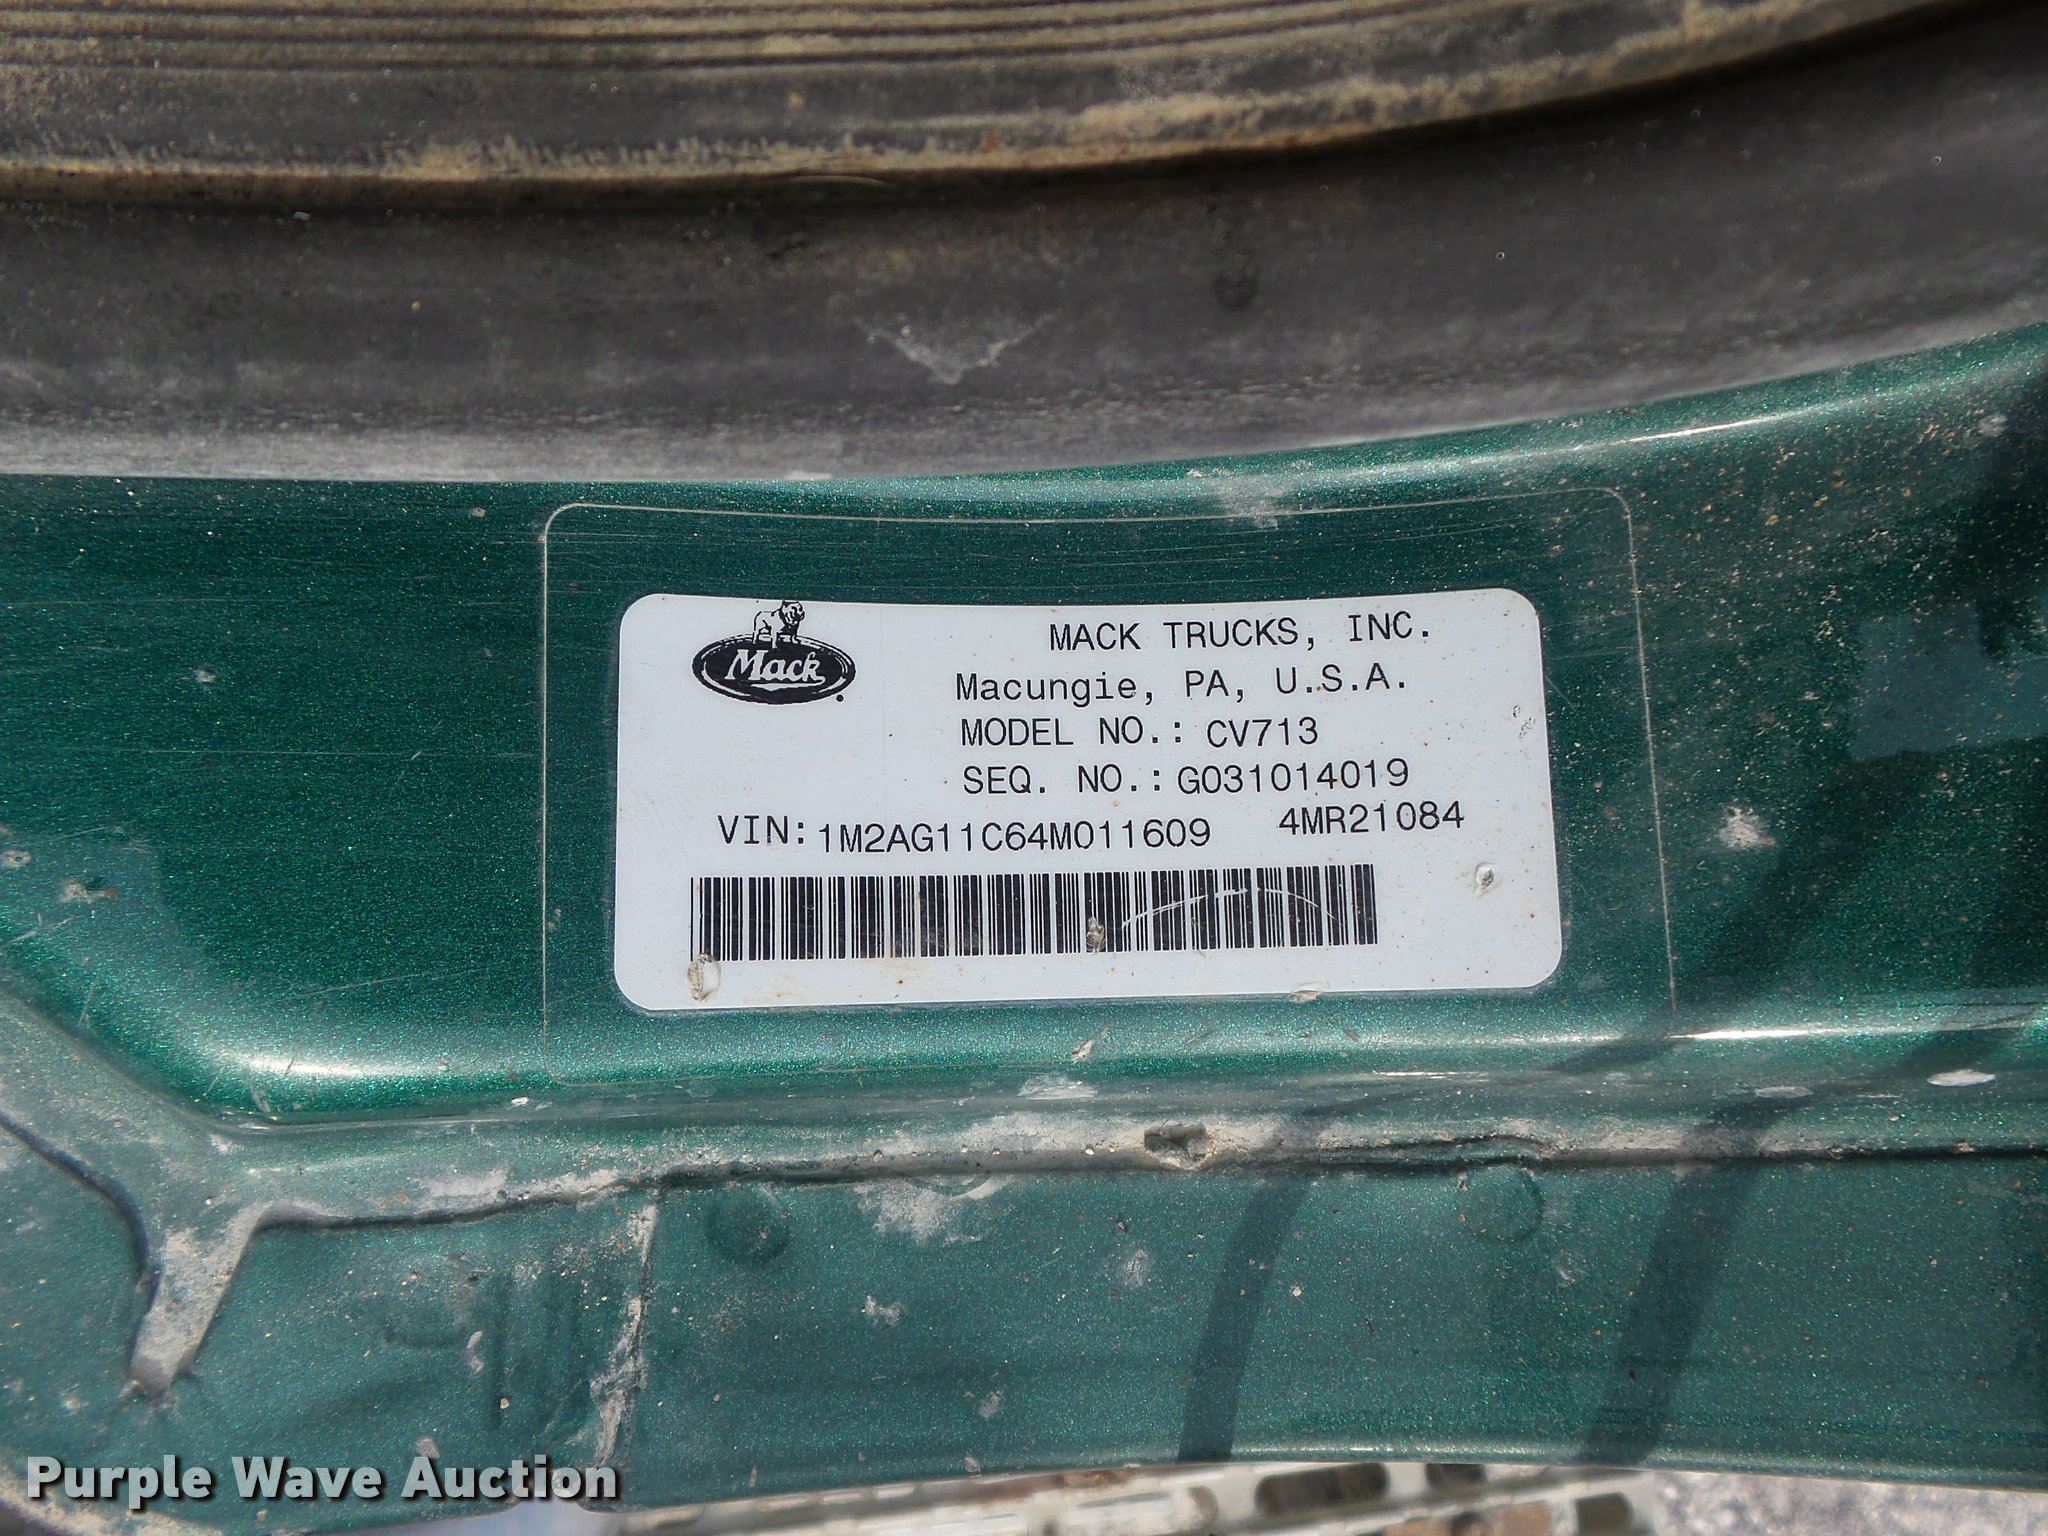 Mack
MACK TRUCKS, INC.
Macungie, PA, U.S.A.
MODEL NO.: CV713
SEQ. NO.: G031014019
VIN: 1M2AG11C64M011609 4MR21084
Purple Wave Auction